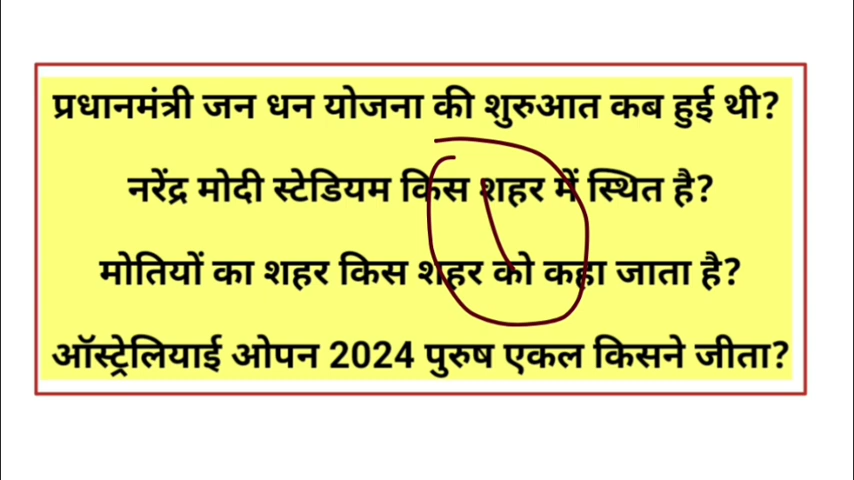 प्रधानमंत्री जन धन योजना की शुरुआत कब हुई थी?
नरेंद्र मोदी स्टेडियम किस शहर में स्थित है?
मोतियों का शहर किस शहर को कहा जाता है?
ऑस्ट्रेलियाई ओपन 2024 पुरुष एकल किसने जीता?